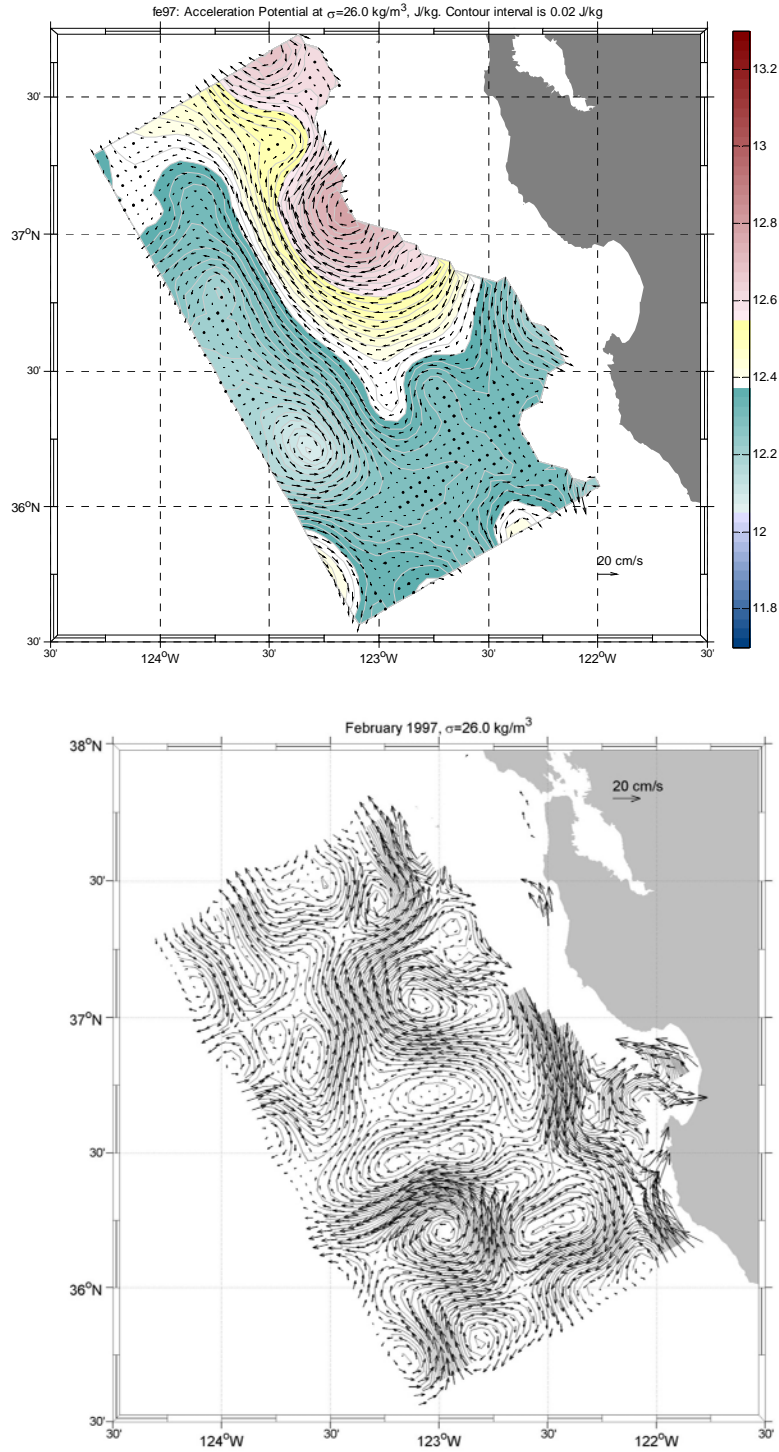 fe97: Acceleration Potential at σ=26.0 kg/m³, J/kg. Contour interval is 0.02 J/kg
13.2
30'
13
12.8
37°N
12.6
30'
12.4
12.2
36°N
12
20 cm/s
11.8
30'
30' 124°W 30' 123°W 30' 122°W 30'
February 1997, σ=26.0 kg/m³
38°N
20 cm/s
30'
37°N
30'
36°N
30'
30' 124°W 30' 123°W 30' 122°W 30'